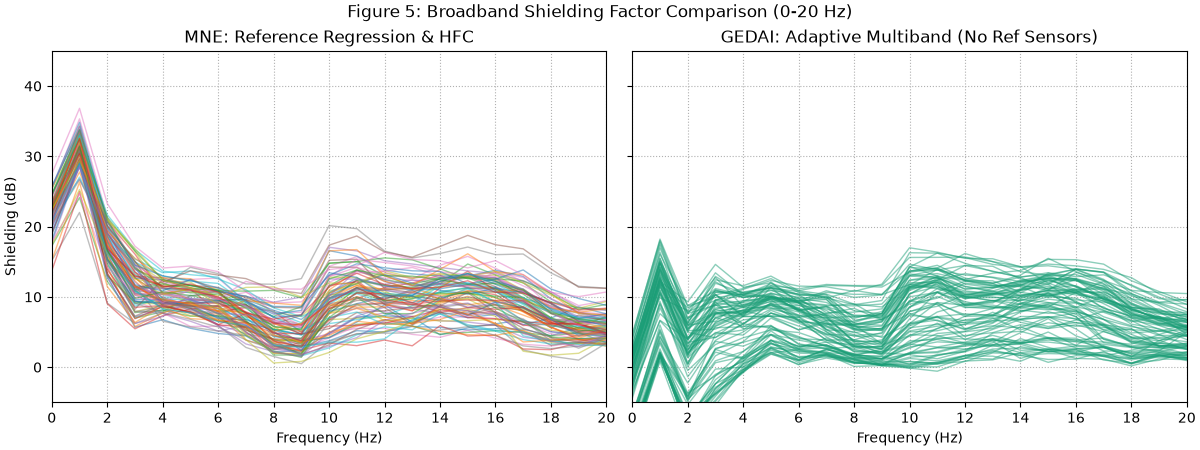 Figure 5: Broadband Shielding Factor Comparison (0-20 Hz)
MNE: Reference Regression & HFC
GEDAI: Adaptive Multiband (No Ref Sensors)
Shielding (dB)
40
30
20
10
0
0 2 4 6 8 10 12 14 16 18 20
0 2 4 6 8 10 12 14 16 18 20
Frequency (Hz)
Frequency (Hz)